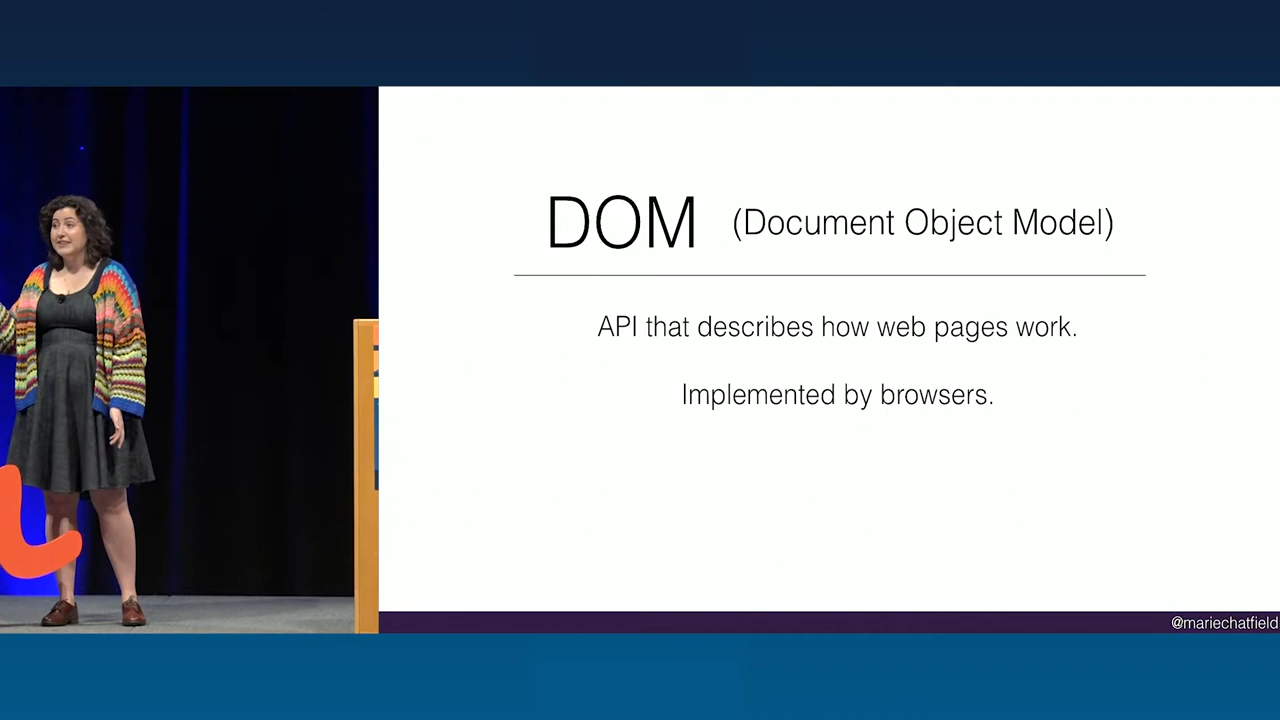 DOM (Document Object Model)
API that describes how web pages work.
Implemented by browsers.
@mariechatfield